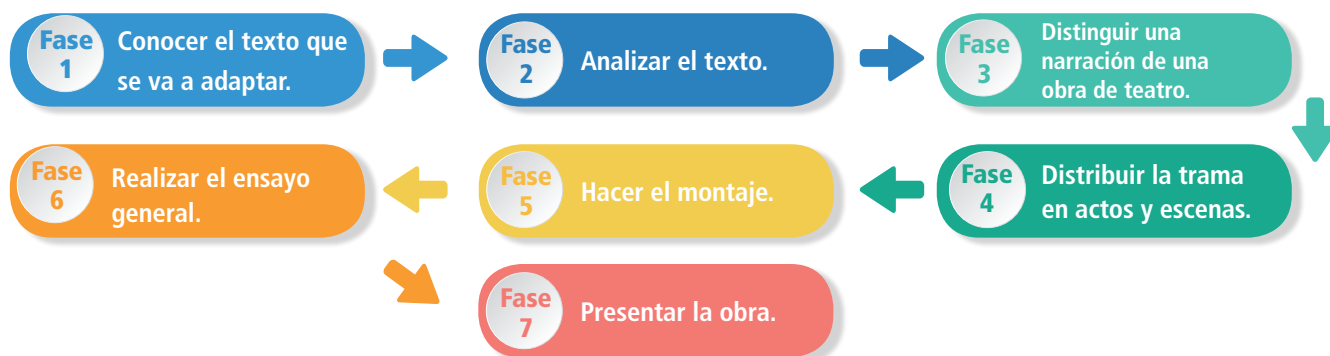 Fase
1
Conocer el texto que
se va a adaptar.
Fase
2
Analizar el texto.
Fase
3
Distinguir una
narración de una
obra de teatro.
Fase
4
Distribuir la trama
en actos y escenas.
Fase
5
Hacer el montaje.
Fase
6
Realizar el ensayo
general.
Fase
7
Presentar la obra.